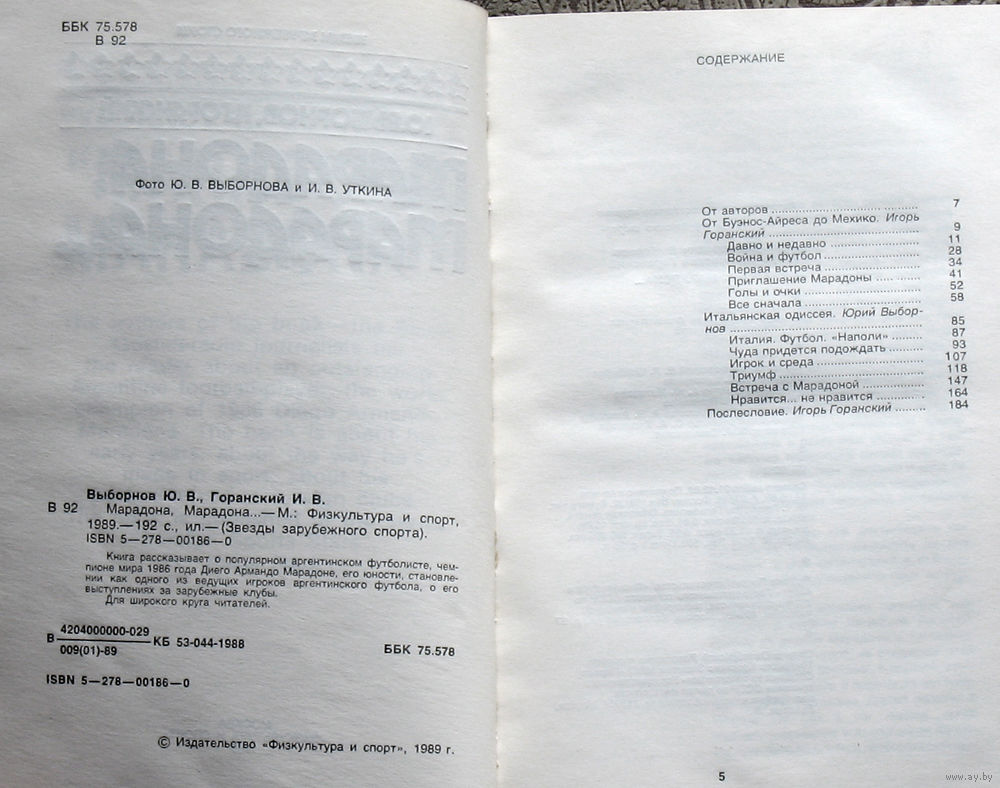 ББК 75.578
В 92
Фото Ю. В. ВЫБОРНОВА и И. В. УТКИНА
Выборнов Ю. В., Горанский И. В.
В 92 Марадона, Марадона...— М.: Физкультура и спорт,
1989.—192 с., ил.— (Звезды зарубежного спорта).
ISBN 5—278—00186—0
Книга рассказывает о популярном аргентинском футболисте, чем-
пионе мира 1986 года Диего Армандо Марадоне, его юности, становле-
нии как одного из ведущих игроков аргентинского футбола, о его
выступлениях за зарубежные клубы.
Для широкого круга читателей.
В 4204000000-029 КБ 53-044-1988
009(01)-89
ББК 75.578
ISBN 5—278—00186—0
© Издательство «Физкультура и спорт», 1989 г.
СОДЕРЖАНИЕ
От авторов ........................................ 7
От Буэнос-Айреса до Мехико. Игорь
Горанский ........................................ 9
Давно и недавно ........................ 11
Война и футбол ........................ 28
Первая встреча ........................ 34
Приглашение Марадоны ..... ..... 41
Голы и очки ........................ 52
Все сначала ........................ 58
Итальянская одиссея. Юрий Выбор-
нов ........................................ 85
Италия. Футбол. «Наполи» ........ 87
Чуда придется подождать ........ 93
Игрок и среда ........................ 107
Триумф ........................ 118
Встреча с Марадоной ............ 147
Нравится... не нравится ............ 164
Послесловие. Игорь Горанский ........ 184
5
www.ay.by